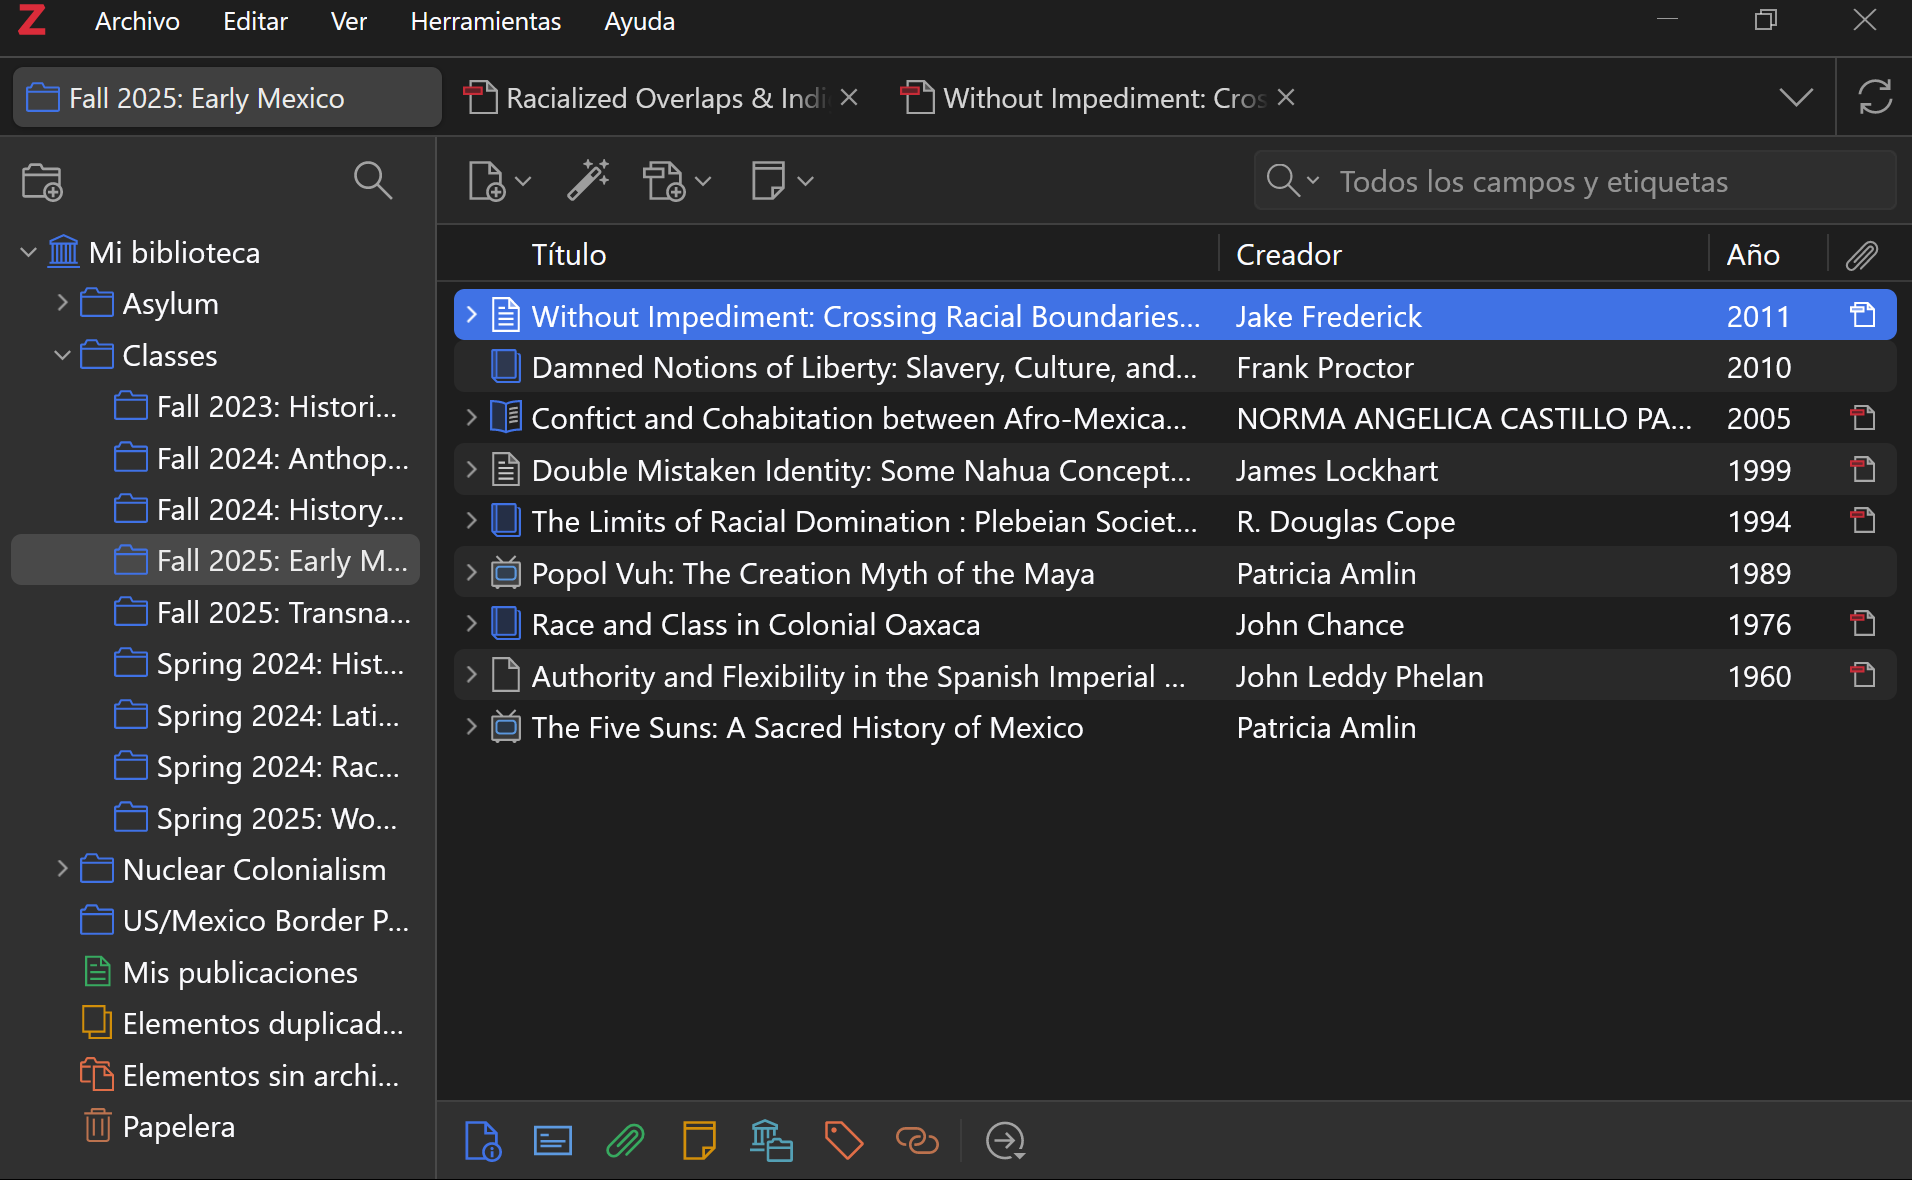 Z Archivo Editar Ver Herramientas Ayuda
Fall 2025: Early Mexico Racialized Overlaps & Indi Without Impediment: Cros
Todos los campos y etiquetas
Título Creador Año
Mi biblioteca
Asylum
Classes
Fall 2023: Histori...
Fall 2024: Anthop...
Fall 2024: History...
Fall 2025: Early M...
Fall 2025: Transna...
Spring 2024: Hist...
Spring 2024: Lati...
Spring 2024: Rac...
Spring 2025: Wo...
Nuclear Colonialism
US/Mexico Border P...
Mis publicaciones
Elementos duplicad...
Elementos sin archi...
Papelera
Without Impediment: Crossing Racial Boundaries... Jake Frederick 2011
Damned Notions of Liberty: Slavery, Culture, and... Frank Proctor 2010
Conftict and Cohabitation between Afro-Mexica... NORMA ANGELICA CASTILLO PA... 2005
Double Mistaken Identity: Some Nahua Concept... James Lockhart 1999
The Limits of Racial Domination : Plebeian Societ... R. Douglas Cope 1994
Popol Vuh: The Creation Myth of the Maya Patricia Amlin 1989
Race and Class in Colonial Oaxaca John Chance 1976
Authority and Flexibility in the Spanish Imperial ... John Leddy Phelan 1960
The Five Suns: A Sacred History of Mexico Patricia Amlin